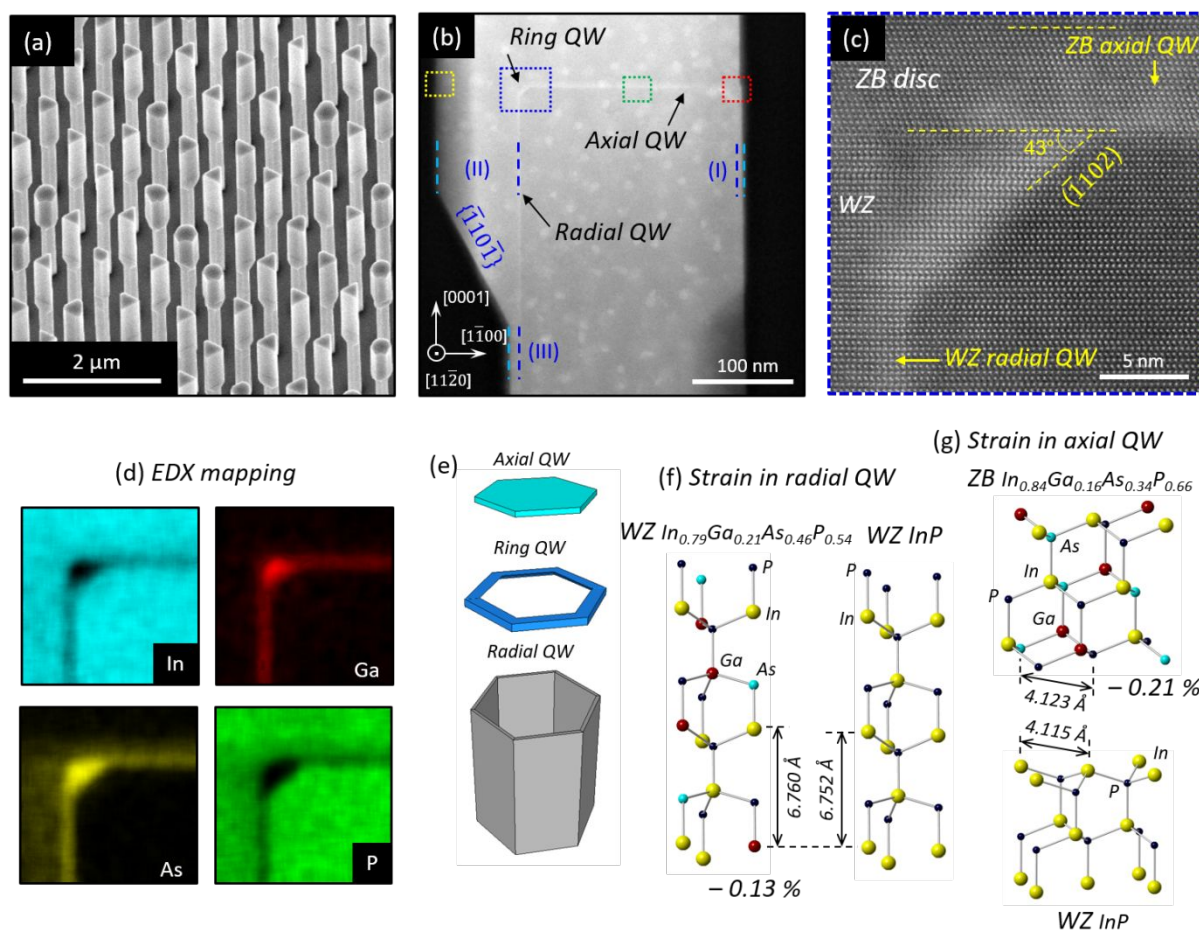 (a)
2 μm
(b)
Ring QW
Axial QW
(II)
(I)
Radial QW
{1̅101̅}
[0001]
[11̅00]
[112̅0]
(III)
100 nm
(c)
ZB axial QW
ZB disc
43°
(1̅102)
WZ
WZ radial QW
5 nm
(d) EDX mapping
In
Ga
As
P
(e)
Axial QW
Ring QW
Radial QW
(f) Strain in radial QW
WZ In₀.₇₉Ga₀.₂₁As₀.₄₆P₀.₅₄
WZ InP
P
In
Ga
As
6.760 Å
− 0.13 %
P
In
6.752 Å
(g) Strain in axial QW
ZB In₀.₈₄Ga₀.₁₆As₀.₃₄P₀.₆₆
As
In
P
Ga
4.123 Å
− 0.21 %
4.115 Å
In
P
WZ InP